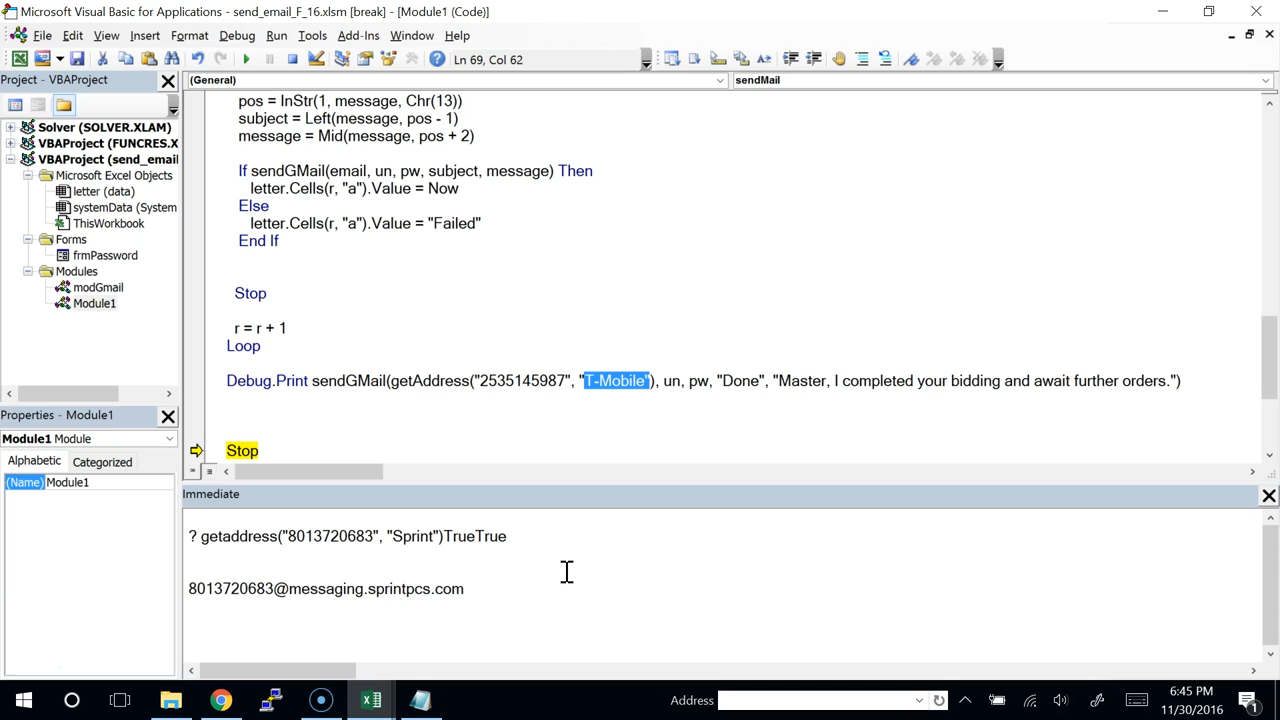 Microsoft Visual Basic for Applications - send_email_F_16.xlsm [break] - [Module1 (Code)]
File Edit View Insert Format Debug Run Tools Add-Ins Window Help
Ln 69, Col 62
Project - VBAProject
(General)
sendMail
Solver (SOLVER.XLAM)
VBAProject (FUNCRES.X
VBAProject (send_email
Microsoft Excel Objects
letter (data)
systemData (System
ThisWorkbook
Forms
frmPassword
Modules
modGmail
Module1
Properties - Module1
Module1 Module
Alphabetic Categorized
(Name) Module1
pos = InStr(1, message, Chr(13))
subject = Left(message, pos - 1)
message = Mid(message, pos + 2)
If sendGMail(email, un, pw, subject, message) Then
letter.Cells(r, "a").Value = Now
Else
letter.Cells(r, "a").Value = "Failed"
End If
Stop
r = r + 1
Loop
Debug.Print sendGMail(getAddress("2535145987", "T-Mobile"), un, pw, "Done", "Master, I completed your bidding and await further orders.")
Stop
Immediate
? getaddress("8013720683", "Sprint")TrueTrue
8013720683@messaging.sprintpcs.com
Address
6:45 PM
11/30/2016
1